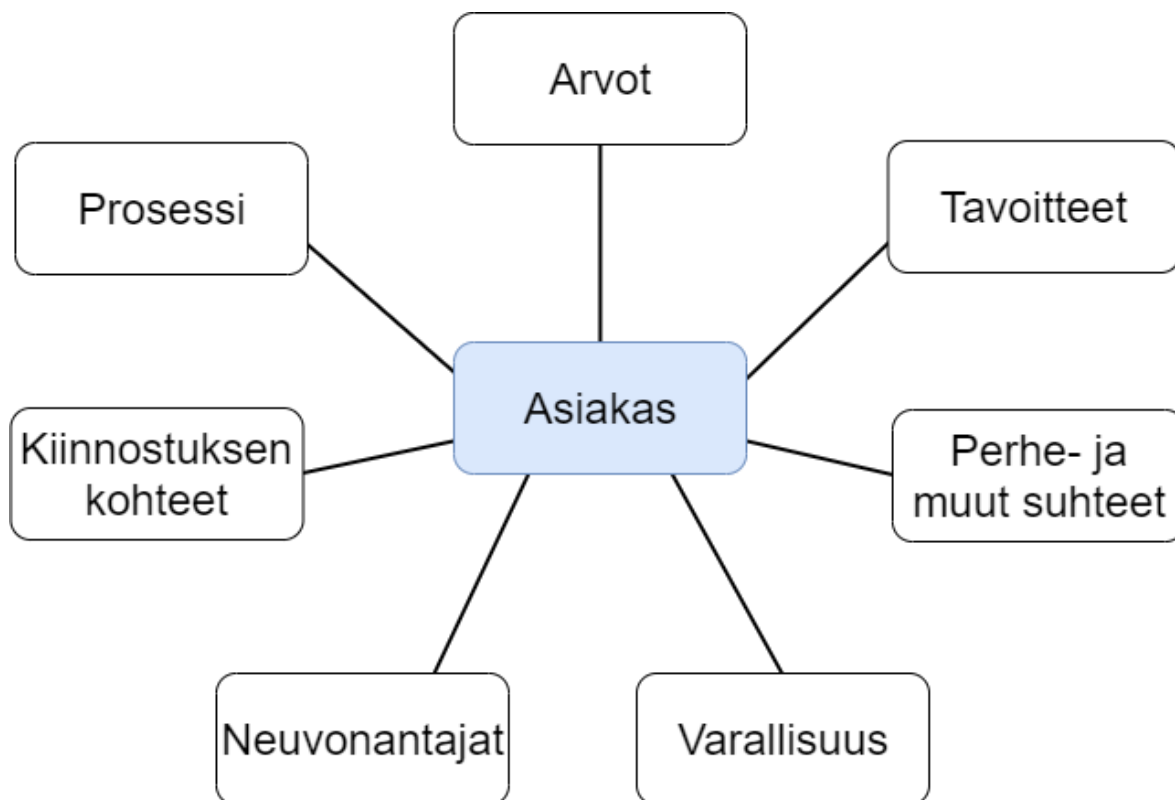 Arvot
Prosessi
Tavoitteet
Asiakas
Kiinnostuksen
kohteet
Perhe- ja
muut suhteet
Neuvonantajat
Varallisuus